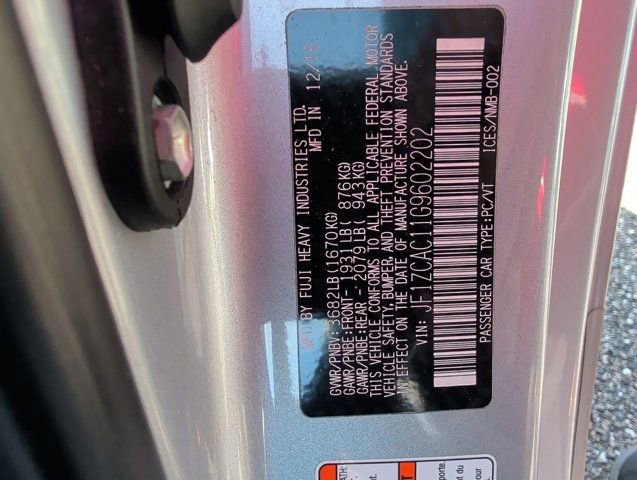 MFD BY FUJI HEAVY INDUSTRIES LTD.
MFD IN 12/15
GVWR/PNBV: 3682LB(1670KG)
GAWR/PNBE:FRONT- 1931LB( 876KG)
GAWR/PNBE:REAR - 2079LB( 943KG)
THIS VEHICLE CONFORMS TO ALL APPLICABLE FEDERAL MOTOR
VEHICLE SAFETY, BUMPER, AND THEFT PREVENTION STANDARDS
IN EFFECT ON THE DATE OF MANUFACTURE SHOWN ABOVE.
VIN: JF1ZCAC11G9602202
PASSENGER CAR TYPE:PC/VT ICES/NMB-002